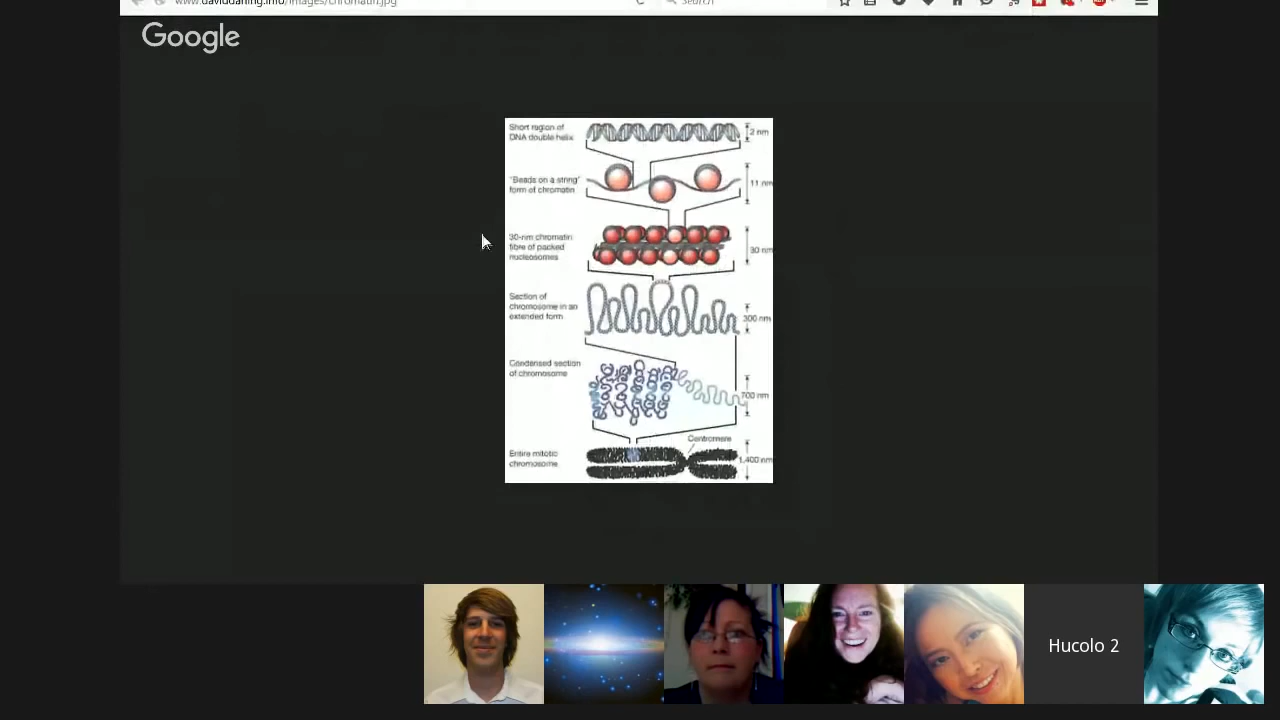 www.daviddarling.info/images/chromatin.jpg
Search
Google
Short region of
DNA double helix
2 nm
"Beads on a string"
form of chromatin
11 nm
30-nm chromatin
fibre of packed
nucleosomes
30 nm
Section of
chromosome in an
extended form
300 nm
Condensed section
of chromosome
700 nm
Centromere
Entire mitotic
chromosome
1,400 nm
Hucolo 2